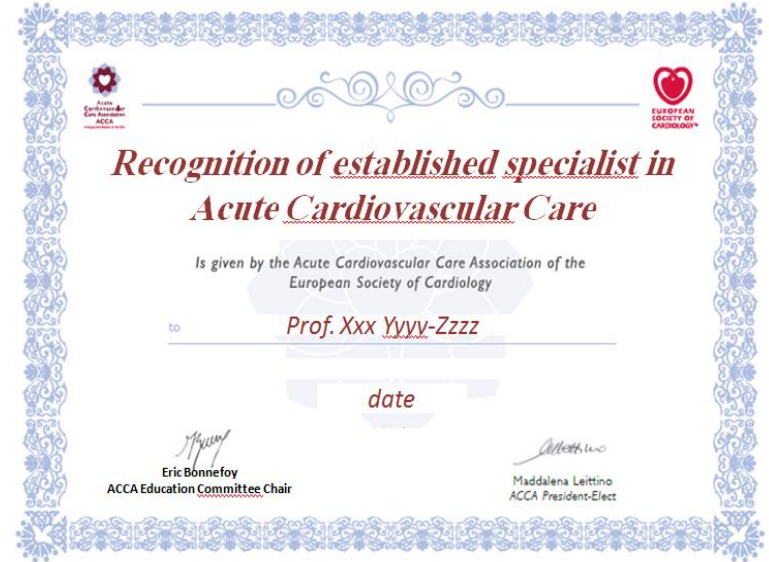 Acute
Cardiovascular
Care Association
ACCA
EUROPEAN
SOCIETY OF
CARDIOLOGY®
Recognition of established specialist in
Acute Cardiovascular Care
Is given by the Acute Cardiovascular Care Association of the
European Society of Cardiology
to
Prof. Xxx Yyyy-Zzzz
date
Eric Bonnefoy
ACCA Education Committee Chair
Maddalena Leittino
ACCA President-Elect